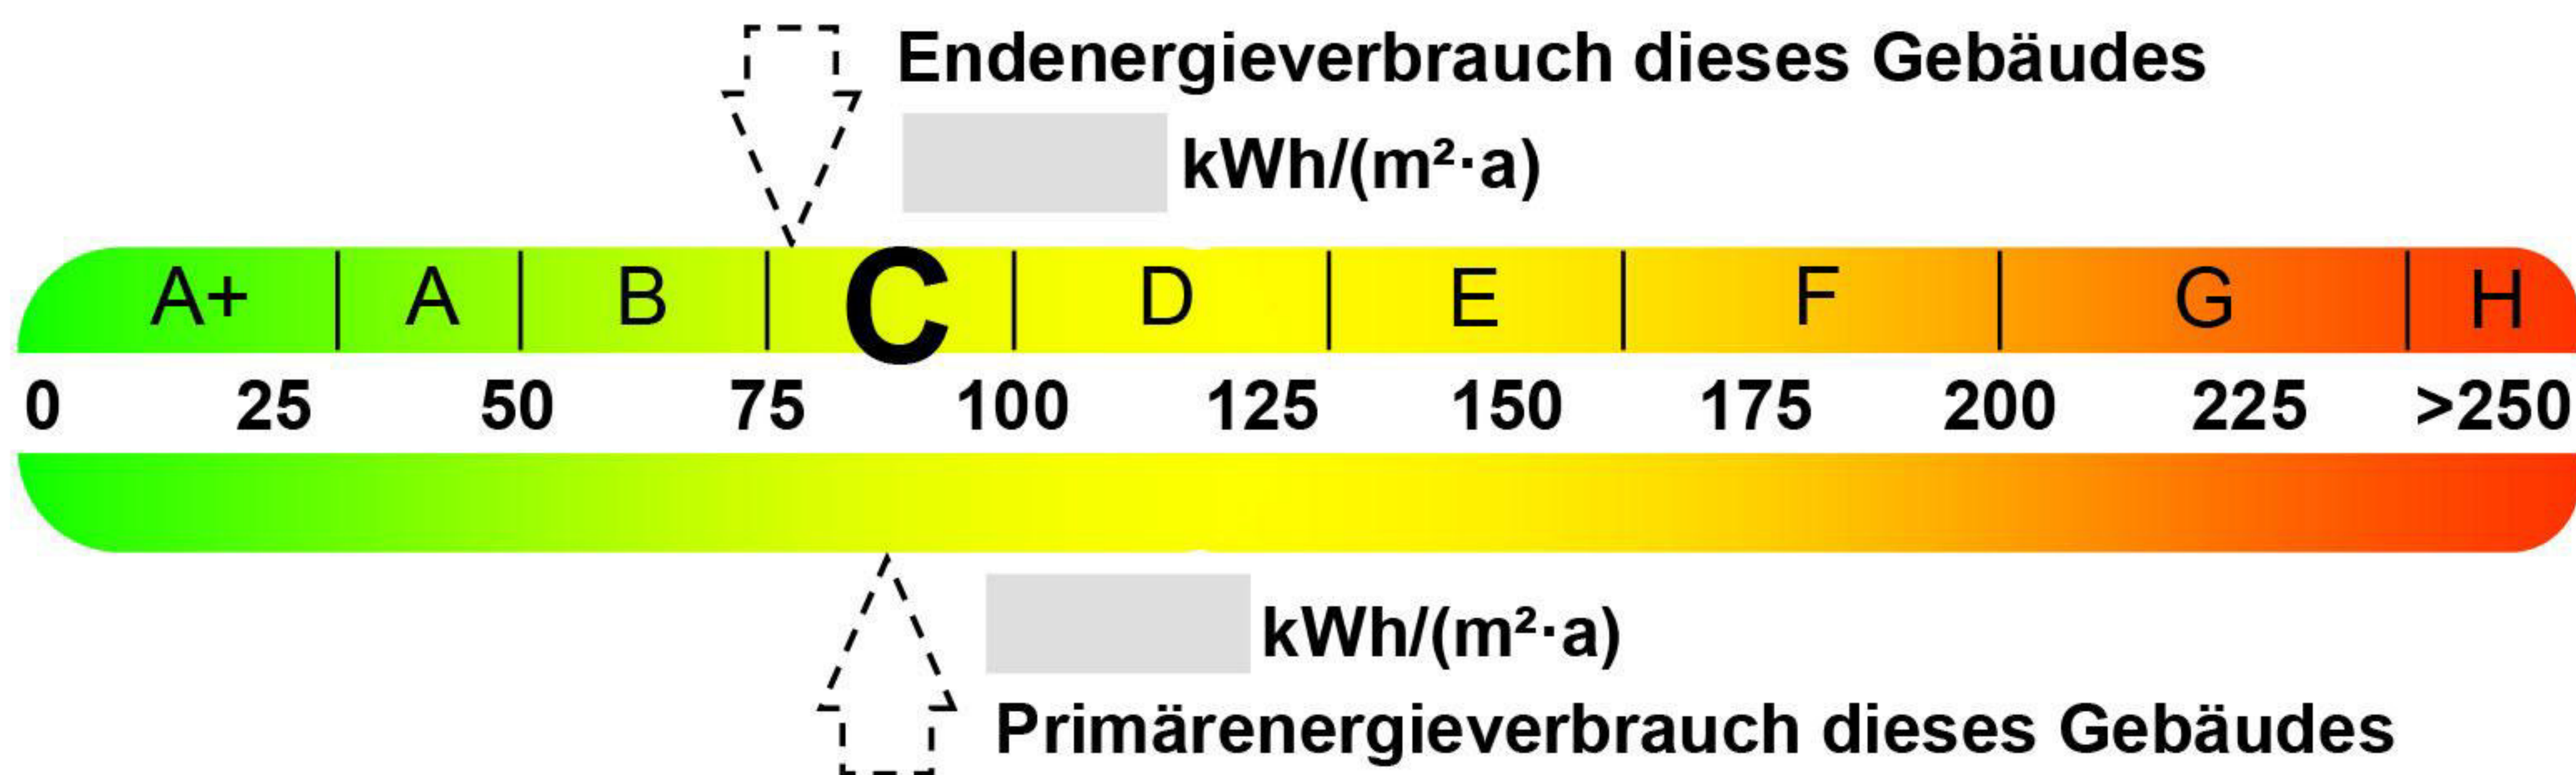 Endenergieverbrauch dieses Gebäudes
kWh/(m²·a)
A+ A B C D E F G H
0 25 50 75 100 125 150 175 200 225 >250
kWh/(m²·a)
Primärenergieverbrauch dieses Gebäudes